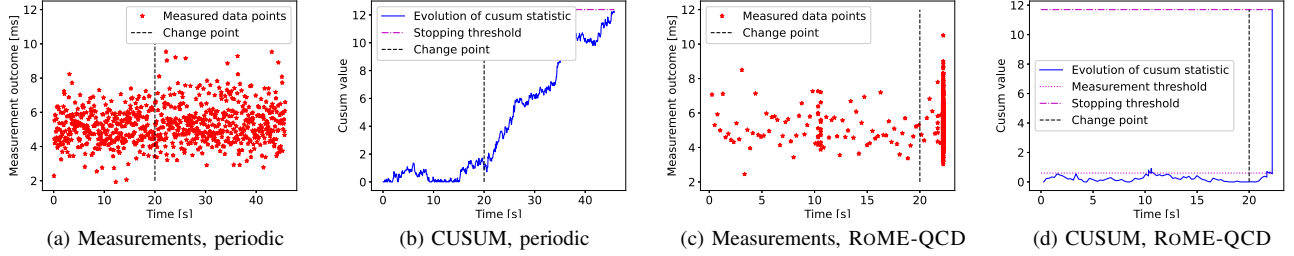 Measurement outcome [ms]
12
10
8
6
4
2
Measured data points
Change point
0
10
20
30
40
Time [s]
(a) Measurements, periodic
Cusum value
12
10
8
6
4
2
0
Evolution of cusum statistic
Stopping threshold
Change point
0
10
20
30
40
Time [s]
(b) CUSUM, periodic
Measurement outcome [ms]
12
10
8
6
4
2
Measured data points
Change point
0
5
10
15
20
Time [s]
(c) Measurements, ROME-QCD
Cusum value
12
10
8
6
4
2
0
Evolution of cusum statistic
Measurement threshold
Stopping threshold
Change point
0
5
10
15
20
Time [s]
(d) CUSUM, ROME-QCD